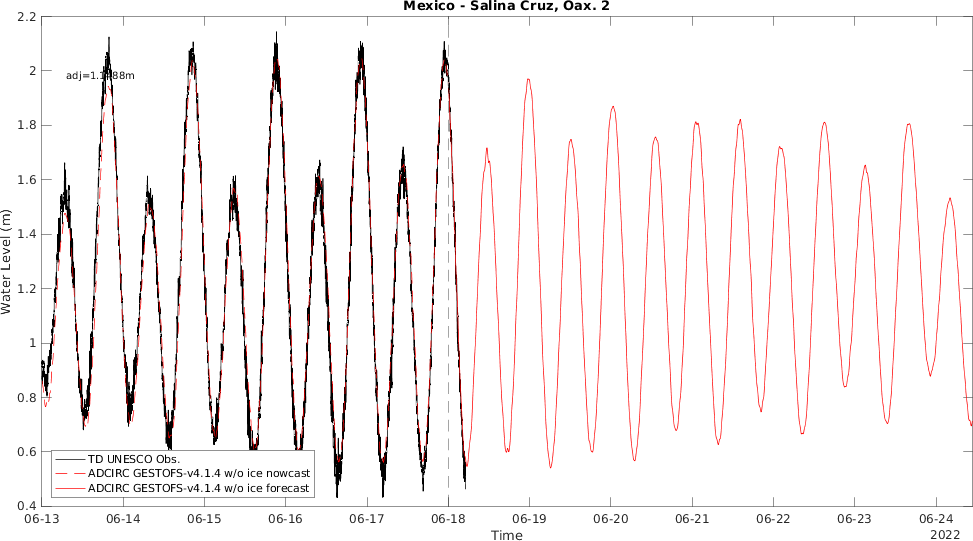 Mexico - Salina Cruz, Oax. 2
2.2
2
1.8
1.6
1.4
1.2
1
0.8
0.6
0.4
Water Level (m)
TD UNESCO Obs.
ADCIRC GESTOFS-v4.1.4 w/o ice nowcast
ADCIRC GESTOFS-v4.1.4 w/o ice forecast
06-13 06-14 06-15 06-16 06-17 06-18 06-19 06-20 06-21 06-22 06-23 06-24
Time
2022